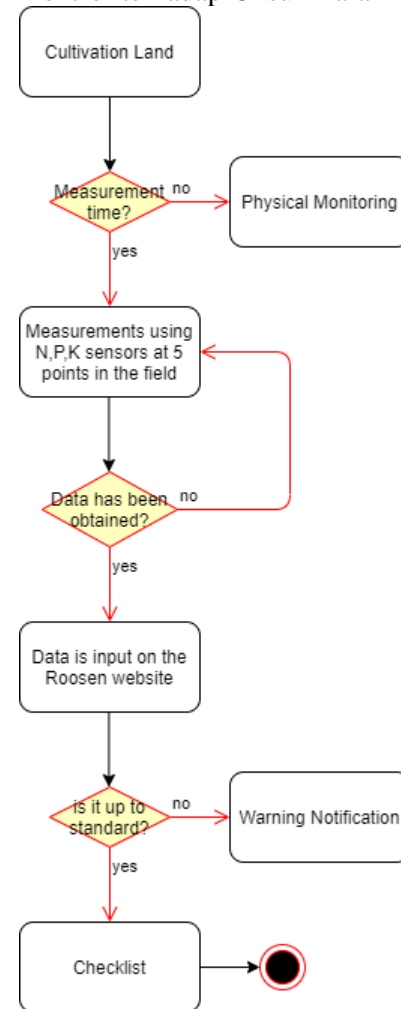 Cultivation Land
Measurement
time?
no
Physical Monitoring
yes
Measurements using
N,P,K sensors at 5
points in the field
Data has been
obtained?
no
yes
Data is input on the
Roosen website
is it up to
standard?
no
Warning Notification
yes
Checklist